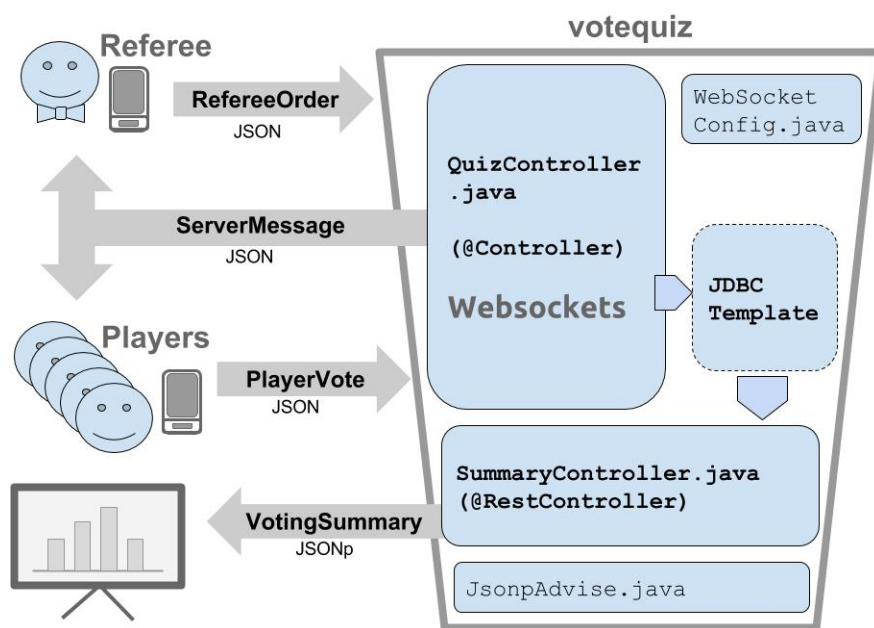 votequiz
Referee
RefereeOrder
JSON
WebSocket
Config.java
QuizController
.java
(@Controller)
Websockets
ServerMessage
JSON
JDBC
Template
Players
PlayerVote
JSON
SummaryController.java
(@RestController)
VotingSummary
JSONp
JsonpAdvise.java